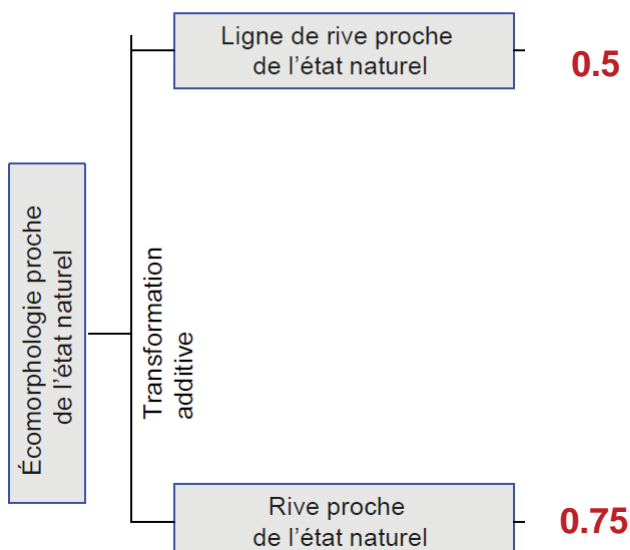 Ligne de rive proche
de l'état naturel
0.5
Écomorphologie proche
de l'état naturel
Transformation
additive
Rive proche
de l'état naturel
0.75